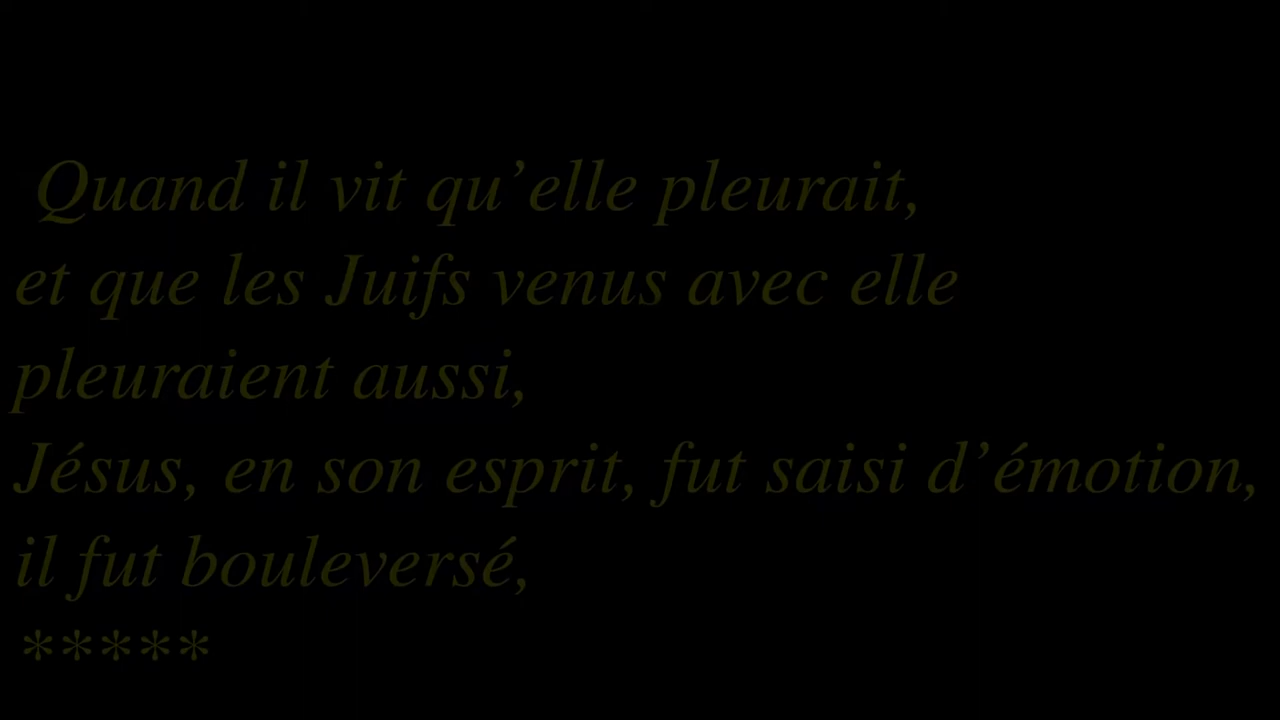 Quand il vit qu’elle pleurait,
et que les Juifs venus avec elle
pleuraient aussi,
Jésus, en son esprit, fut saisi d’émotion,
il fut bouleversé,
*****